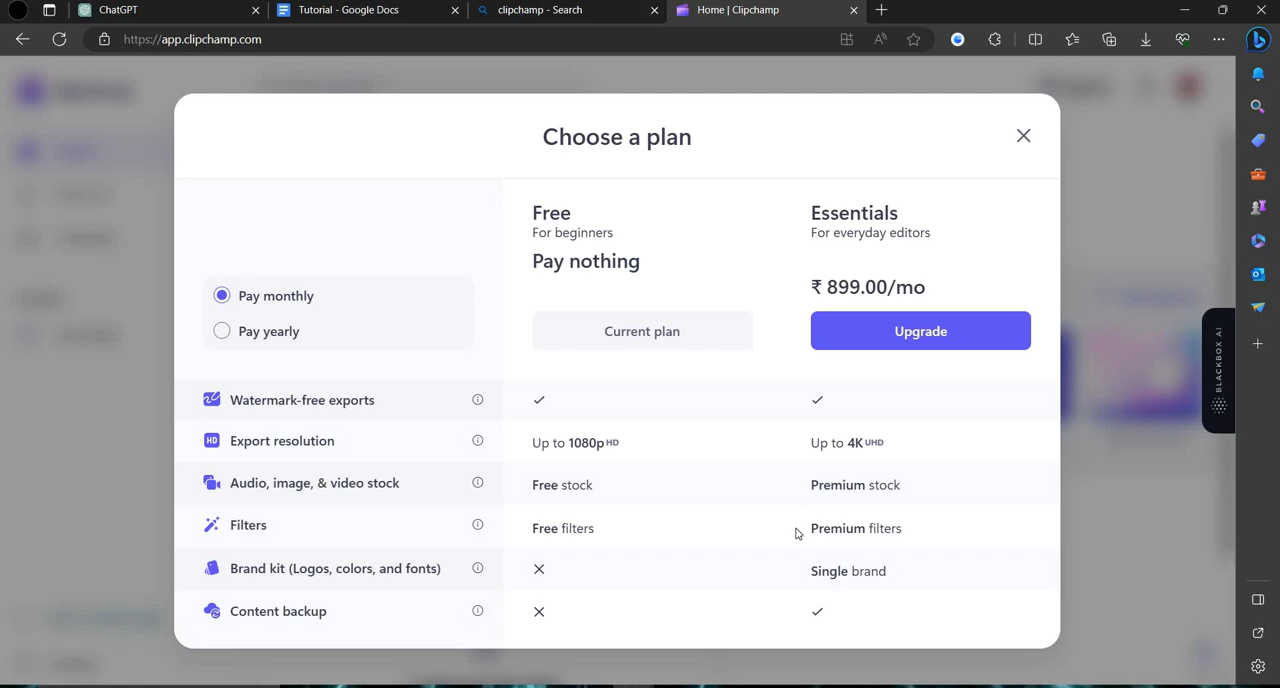 ChatGPT
Tutorial - Google Docs
clipchamp - Search
Home | Clipchamp
https://app.clipchamp.com
Choose a plan
Free
For beginners
Pay nothing
Essentials
For everyday editors
₹ 899.00/mo
Pay monthly
Pay yearly
Current plan
Upgrade
Watermark-free exports
HD Export resolution
Up to 1080p HD
Up to 4K UHD
Audio, image, & video stock
Free stock
Premium stock
Filters
Free filters
Premium filters
Brand kit (Logos, colors, and fonts)
Single brand
Content backup
BLACKBOX AI